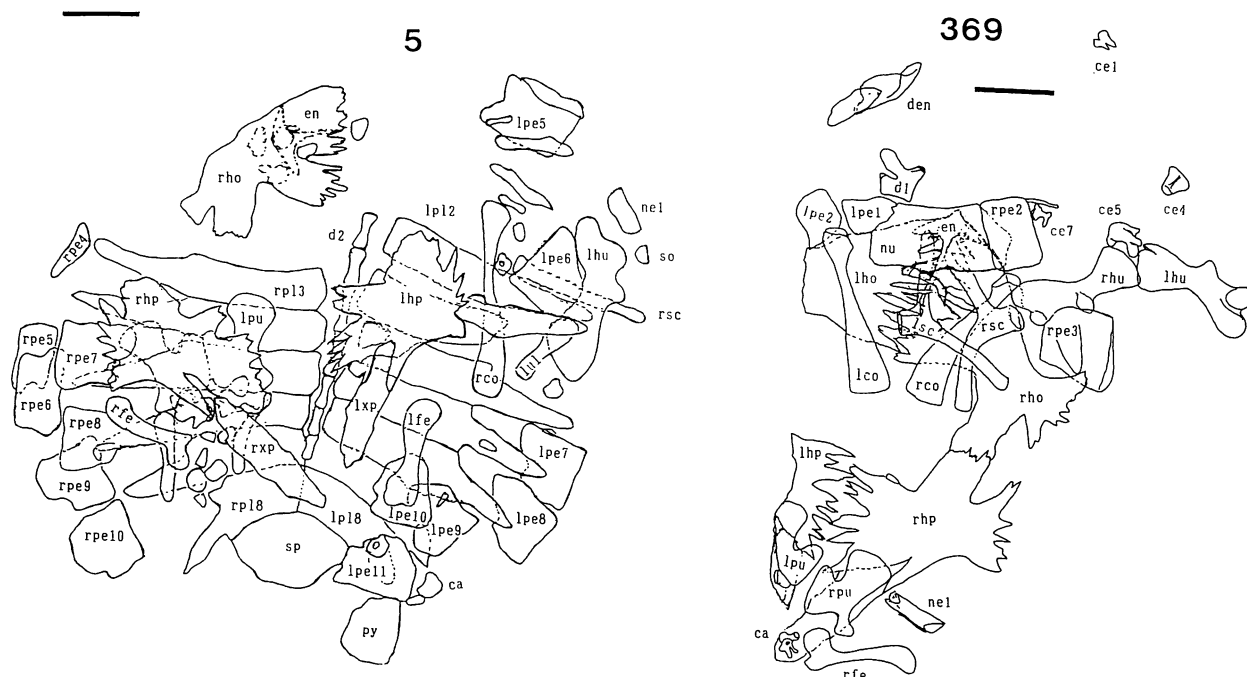 5
en
rho
lpe5
lpl2
d2
ne1
so
lpe6
lhu
rsc
rpe4
rhp
rpl3
lpu
lhp
rpe5
rpe7
rpe6
rco
lul
lxp
rfe
lfe
rpe8
rxp
lpe7
rpe9
rpl8
lpl8
lpe10
lpe9
lpe8
rpe10
sp
lpe11
ca
py
369
ce1
den
d1
lpe2
lpe1
rpe2
en
nu
ce7
ce5
ce4
lho
rhu
lhu
sc
rsc
rpe3
lco
rco
rho
lhp
rhp
lpu
rpu
ne1
ca
rfe